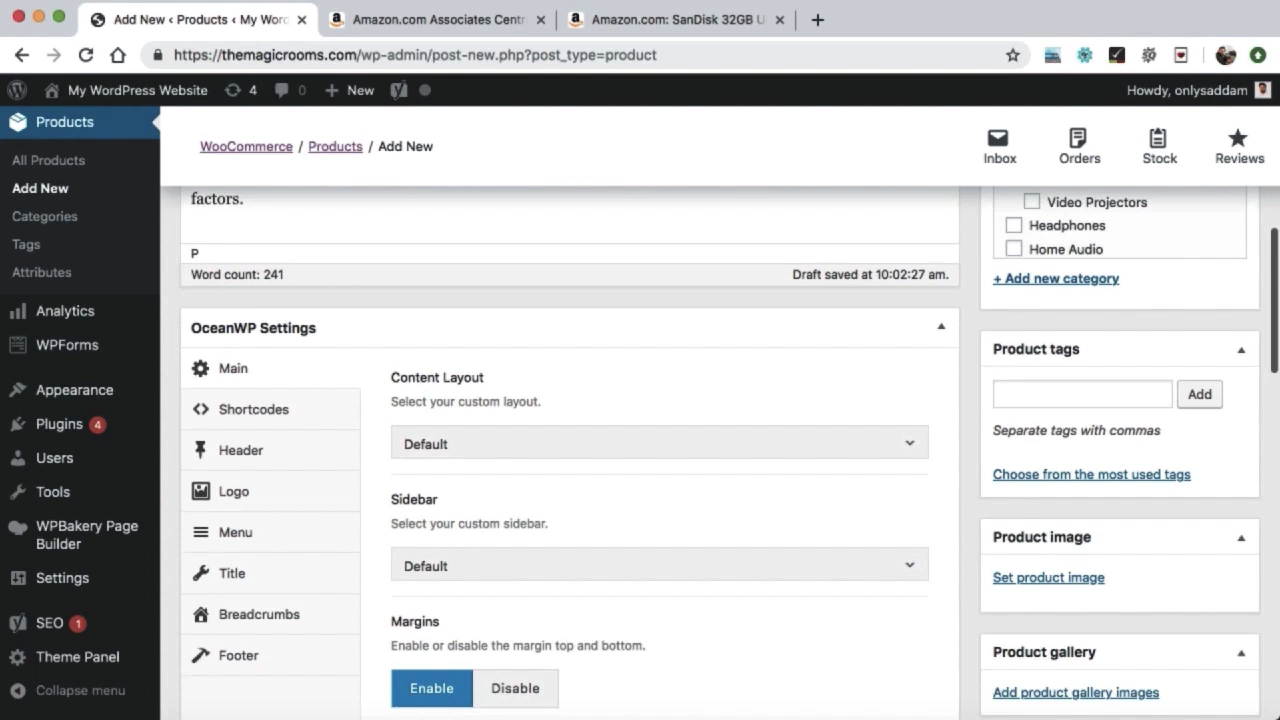 Add New ‹ Products ‹ My Word
Amazon.com Associates Centr
Amazon.com: SanDisk 32GB U
https://themagicrooms.com/wp-admin/post-new.php?post_type=product
My WordPress Website
4
0
New
Howdy, onlysaddam
Products
All Products
Add New
Categories
Tags
Attributes
Analytics
WPForms
Appearance
Plugins 4
Users
Tools
WPBakery Page
Builder
Settings
SEO 1
Theme Panel
Collapse menu
WooCommerce / Products / Add New
Inbox
Orders
Stock
Reviews
factors.
P
Word count: 241
Draft saved at 10:02:27 am.
OceanWP Settings
Main
Shortcodes
Header
Logo
Menu
Title
Breadcrumbs
Footer
Content Layout
Select your custom layout.
Default
Sidebar
Select your custom sidebar.
Default
Margins
Enable or disable the margin top and bottom.
Enable
Disable
Video Projectors
Headphones
Home Audio
+ Add new category
Product tags
Add
Separate tags with commas
Choose from the most used tags
Product image
Set product image
Product gallery
Add product gallery images